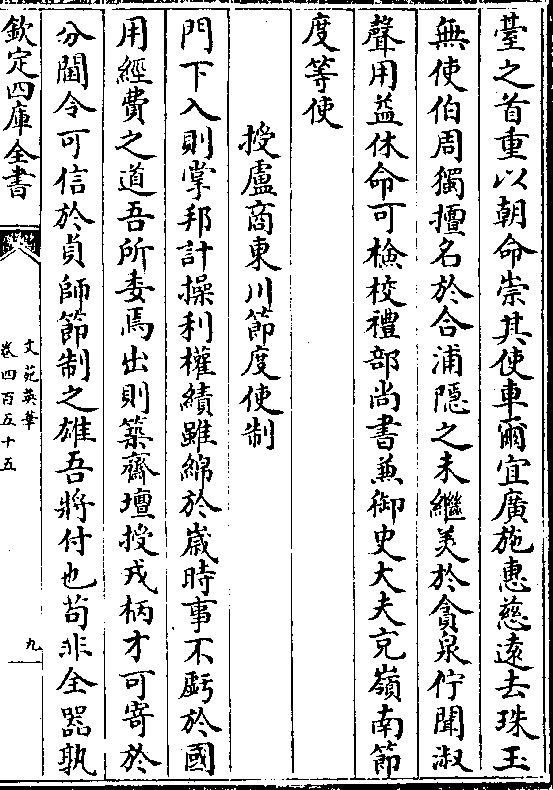 臺之首重以朝命崇其使車爾宜廣施惠慈遠去珠玉
無使伯周獨擅名於合浦隱之未繼美於貪泉佇聞淑
聲用益休命可檢校禮部尚書兼御史大夫充嶺南節
度等使
授盧商東川節度使制
門下入則掌邦計操利權績雖綿於歲時事不虧於國
用經費之道吾所委焉出則築齋壇授戎柄才可寄於
分閫令可信於貞師節制之雄吾將付也苟非全器孰
欽定四庫全書
文苑英華
卷四百五十五
九